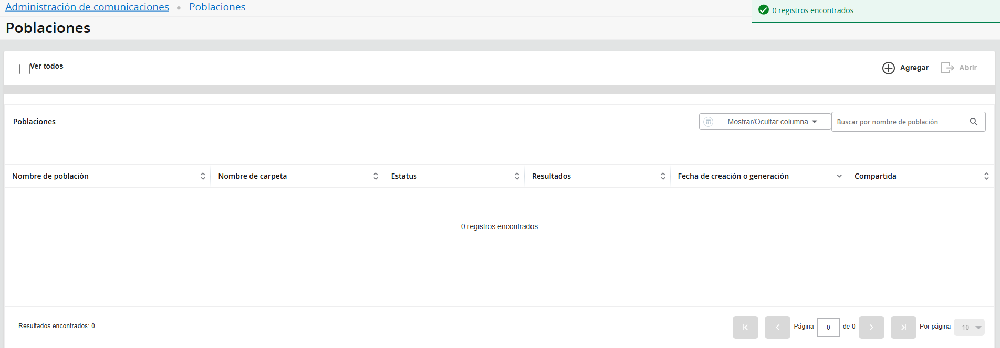 Administración de comunicaciones • Poblaciones
0 registros encontrados
Poblaciones
Ver todos
Agregar
Abrir
Poblaciones
Mostrar/Ocultar columna
Buscar por nombre de población
Nombre de población
Nombre de carpeta
Estatus
Resultados
Fecha de creación o generación
Compartida
0 registros encontrados
Resultados encontrados: 0
Página 0 de 0
Por página 10